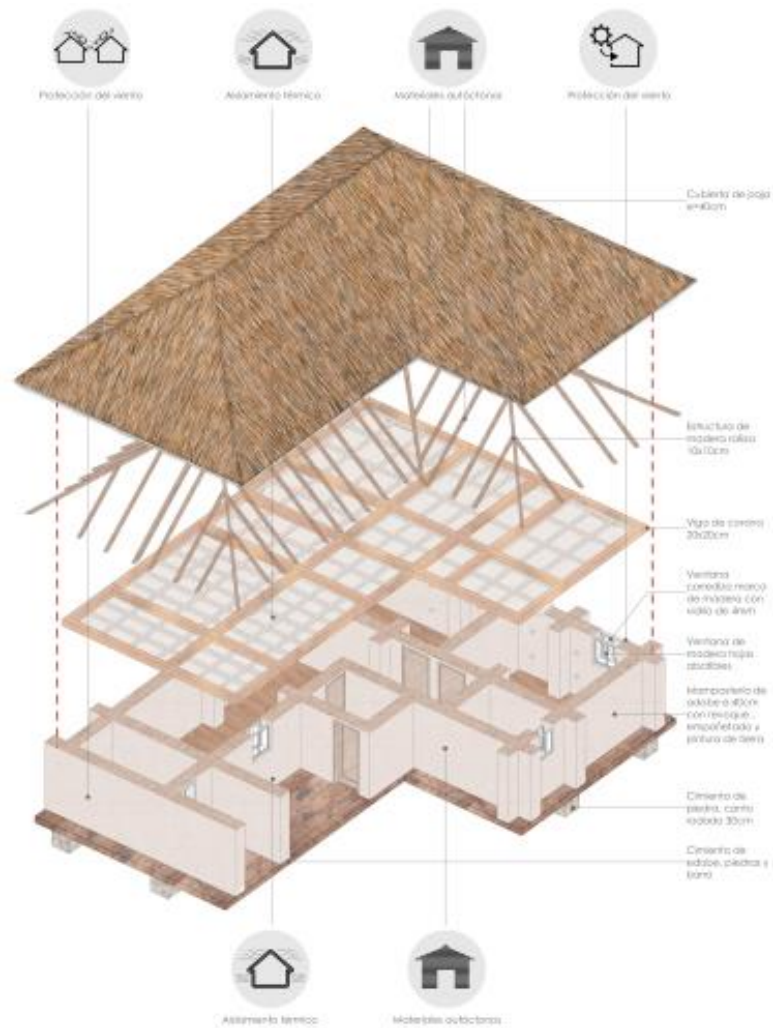 Protección del viento
Aislamiento térmico
Materiales autóctonos
Protección del viento
Cubierta de paja
e=40cm
Estructura de
madera rolliza
10x10cm
Viga de corona
20x20cm
Ventana
corrediza marco
de madera con
vidrio de 4mm
Ventana de
madera hojas
abatibles
Mampostería de
adobe e:40cm
con revoque,
empañetado y
pintura de tierra
Cimiento de
piedra, canto
rodado 30cm
Cimiento de
adobe, piedras y
barro
Aislamiento térmico
Materiales autóctonos